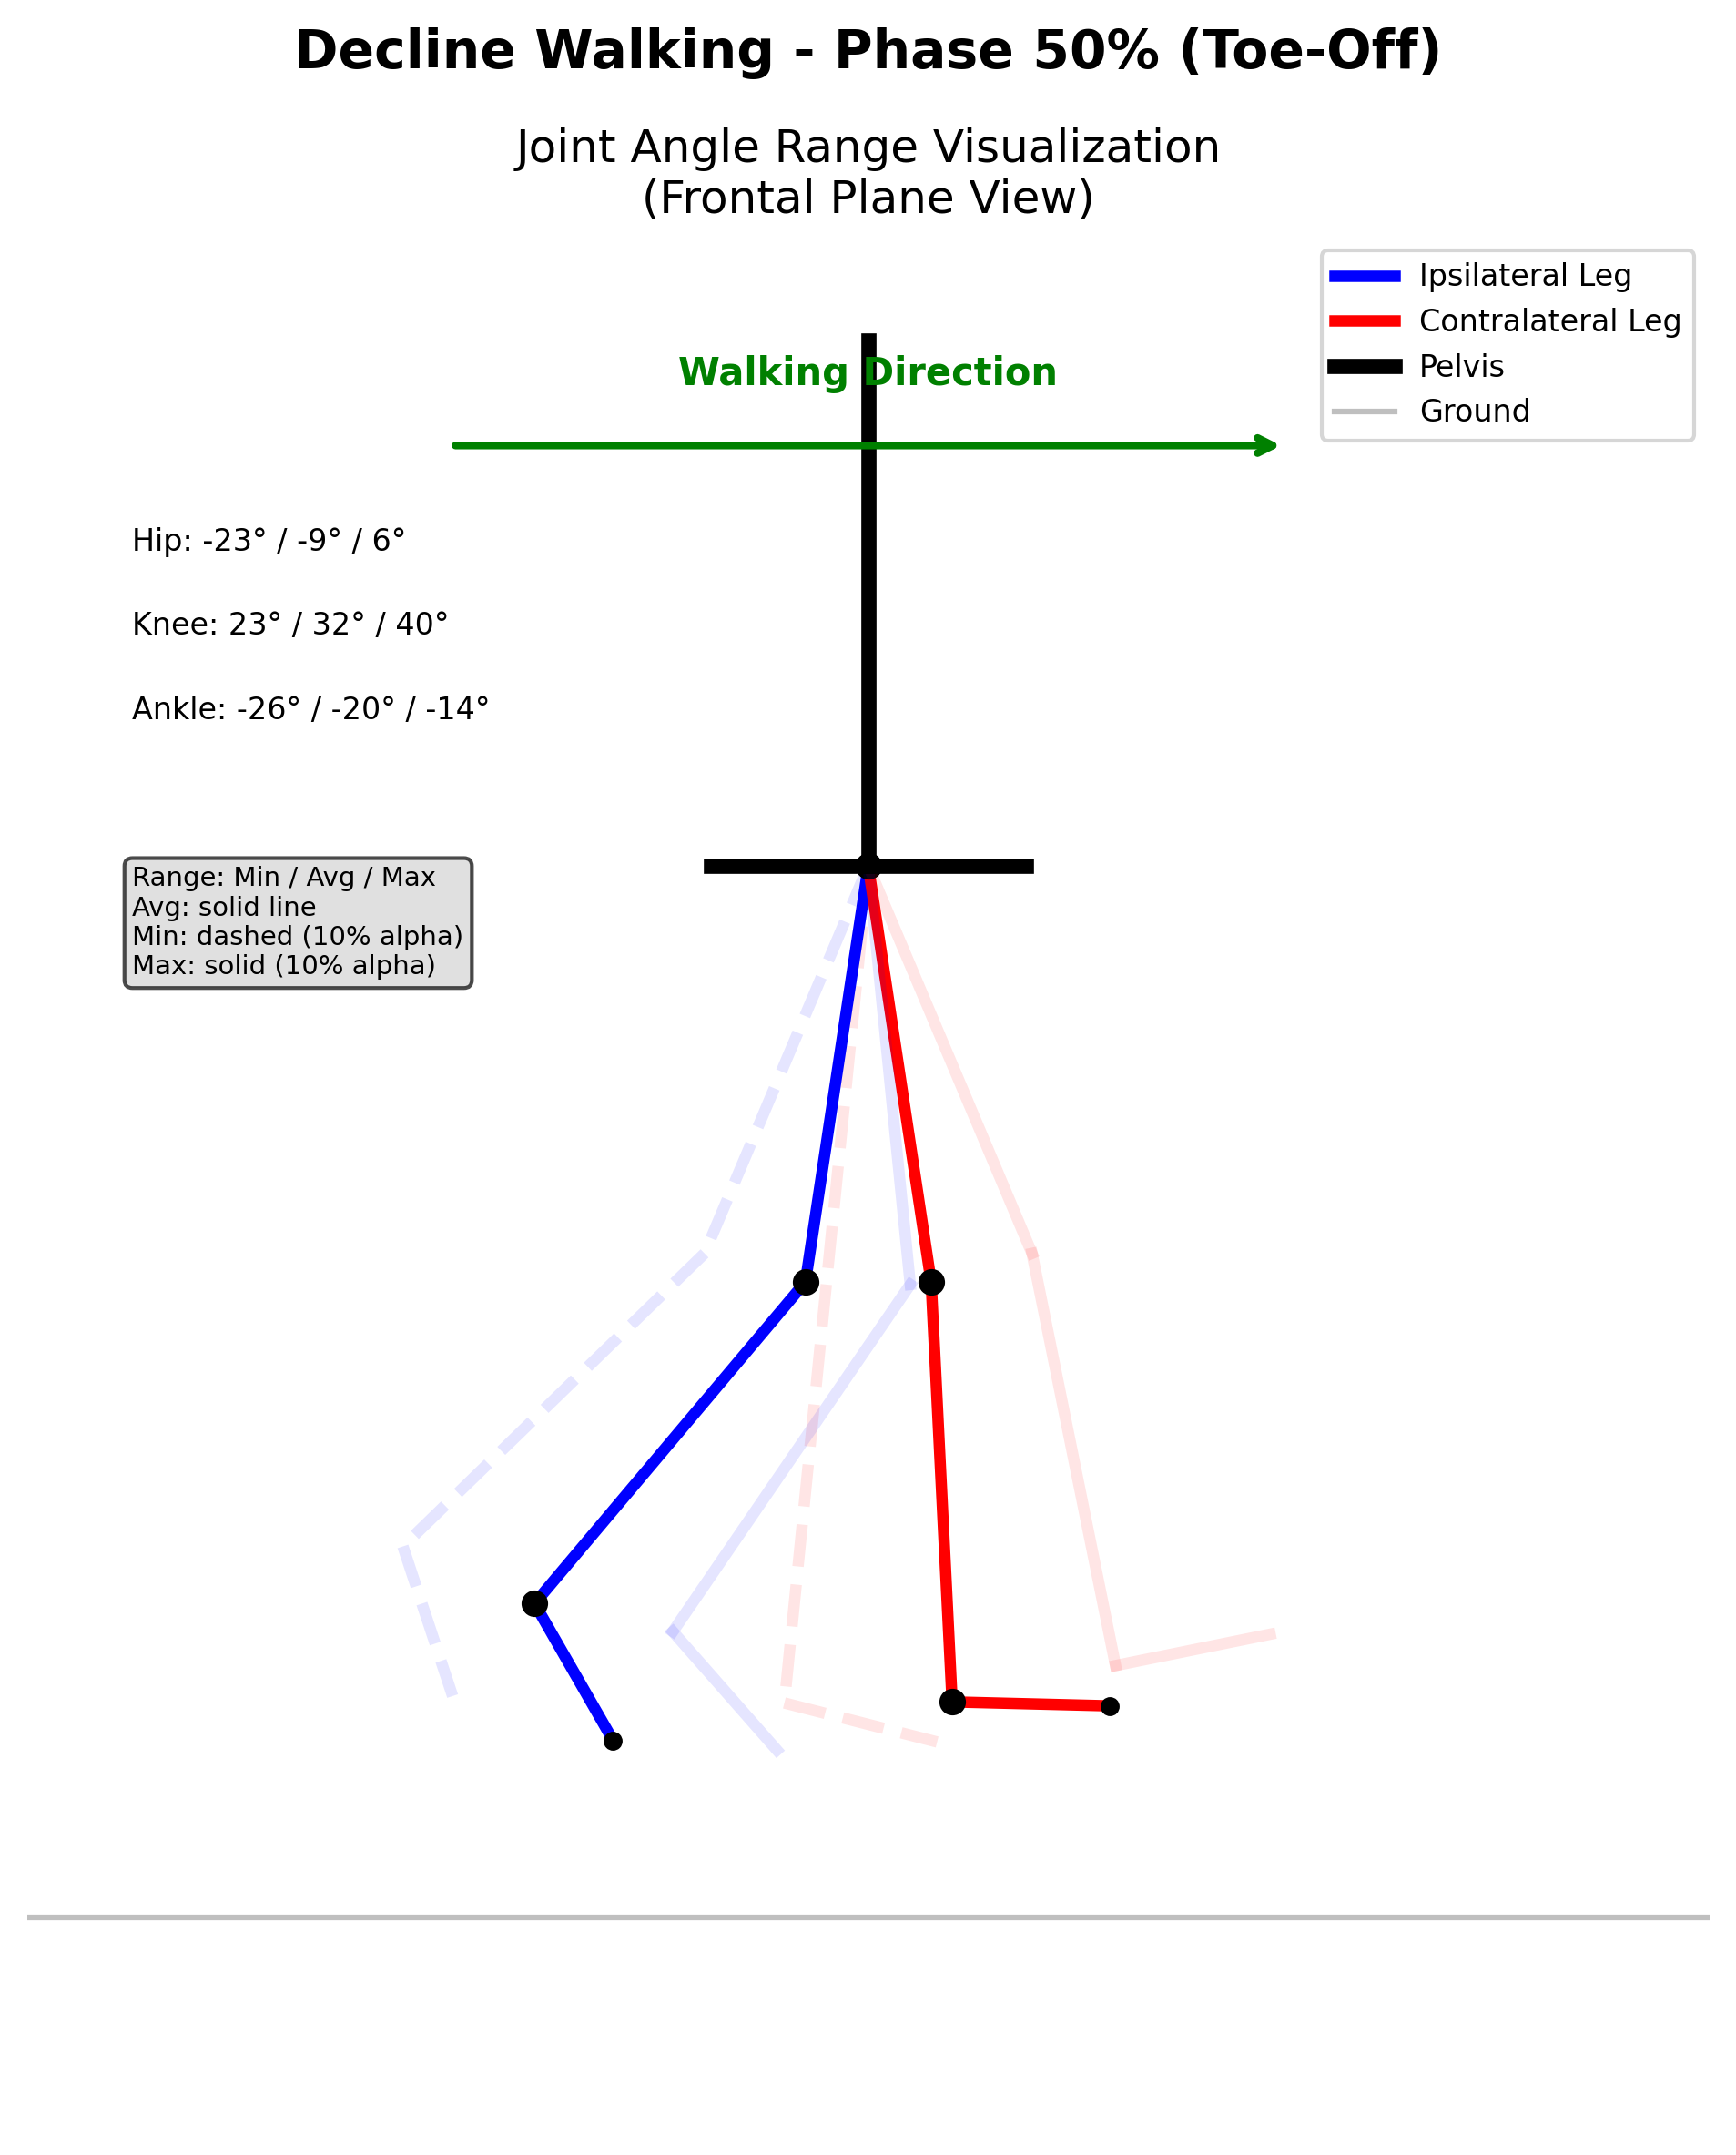 Decline Walking - Phase 50% (Toe-Off)
Joint Angle Range Visualization
(Frontal Plane View)
Ipsilateral Leg
Contralateral Leg
Pelvis
Ground
Walking Direction
Hip: -23° / -9° / 6°
Knee: 23° / 32° / 40°
Ankle: -26° / -20° / -14°
Range: Min / Avg / Max
Avg: solid line
Min: dashed (10% alpha)
Max: solid (10% alpha)